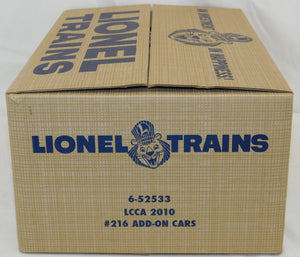 LIONEL
TRAINS
LIONEL TRAINS
6-52533
LCCA 2010
#216 ADD-ON CARS